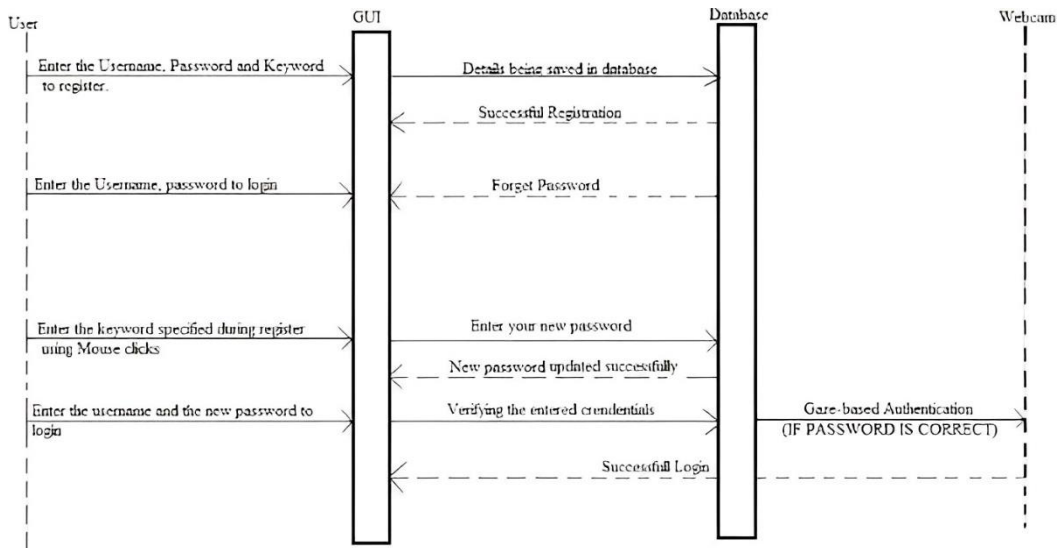 User
GUI
Database
Webcam
Enter the Username, Password and Keyword
to register.
Details being saved in database
Successful Registration
Enter the Username, password to login
Forget Password
Enter the keyword specified during register
using Mouse clicks
Enter your new password
New password updated successfully
Enter the username and the new password to
login
Verifying the entered crendentials
Gaze-based Authentication
(IF PASSWORD IS CORRECT)
Successfull Login